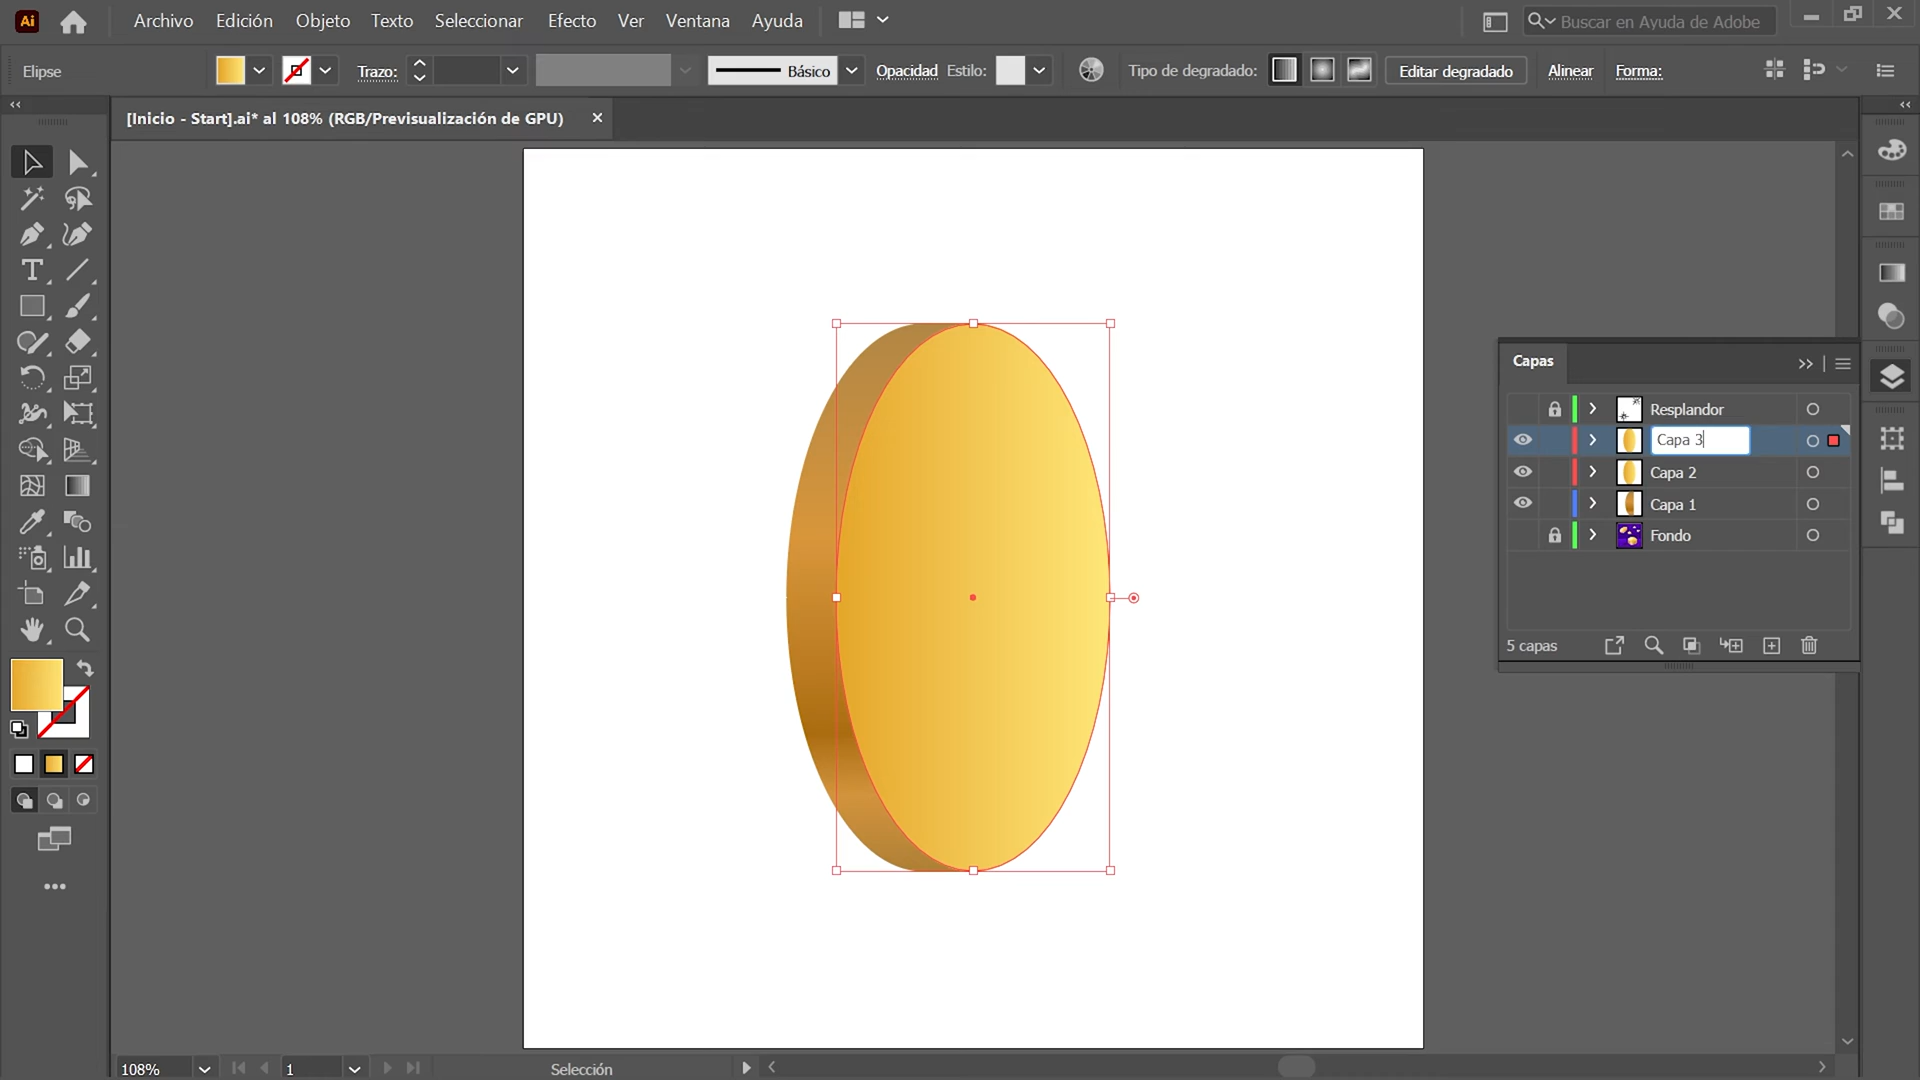 Ai Archivo Edición Objeto Texto Seleccionar Efecto Ver Ventana Ayuda Buscar en Ayuda de Adobe
Elipse Trazo: Básico Opacidad Estilo: Tipo de degradado: Editar degradado Alinear Forma:
[Inicio - Start].ai* al 108% (RGB/Previsualización de GPU)
Capas
Resplandor
Capa 3
Capa 2
Capa 1
Fondo
5 capas
108% 1 Selección